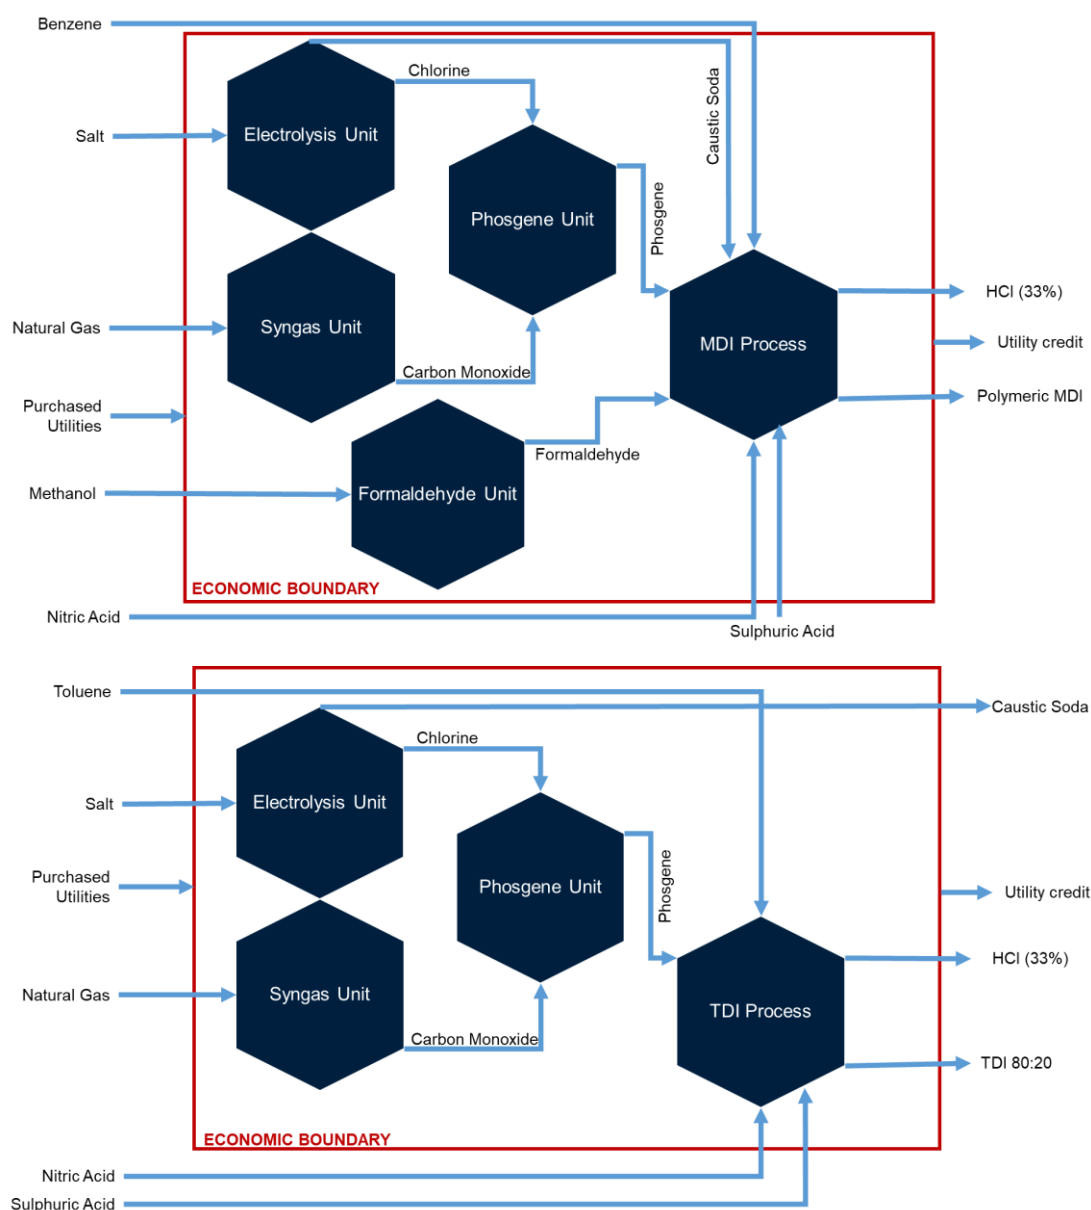 Benzene
Chlorine
Caustic Soda
Salt
Electrolysis Unit
Phosgene Unit
Phosgene
HCl (33%)
Natural Gas
Syngas Unit
MDI Process
Utility credit
Carbon Monoxide
Polymeric MDI
Purchased
Utilities
Formaldehyde
Methanol
Formaldehyde Unit
ECONOMIC BOUNDARY
Nitric Acid
Sulphuric Acid
Toluene
Caustic Soda
Chlorine
Salt
Electrolysis Unit
Purchased
Utilities
Phosgene Unit
Phosgene
Utility credit
HCl (33%)
Natural Gas
Syngas Unit
TDI Process
Carbon Monoxide
TDI 80:20
ECONOMIC BOUNDARY
Nitric Acid
Sulphuric Acid